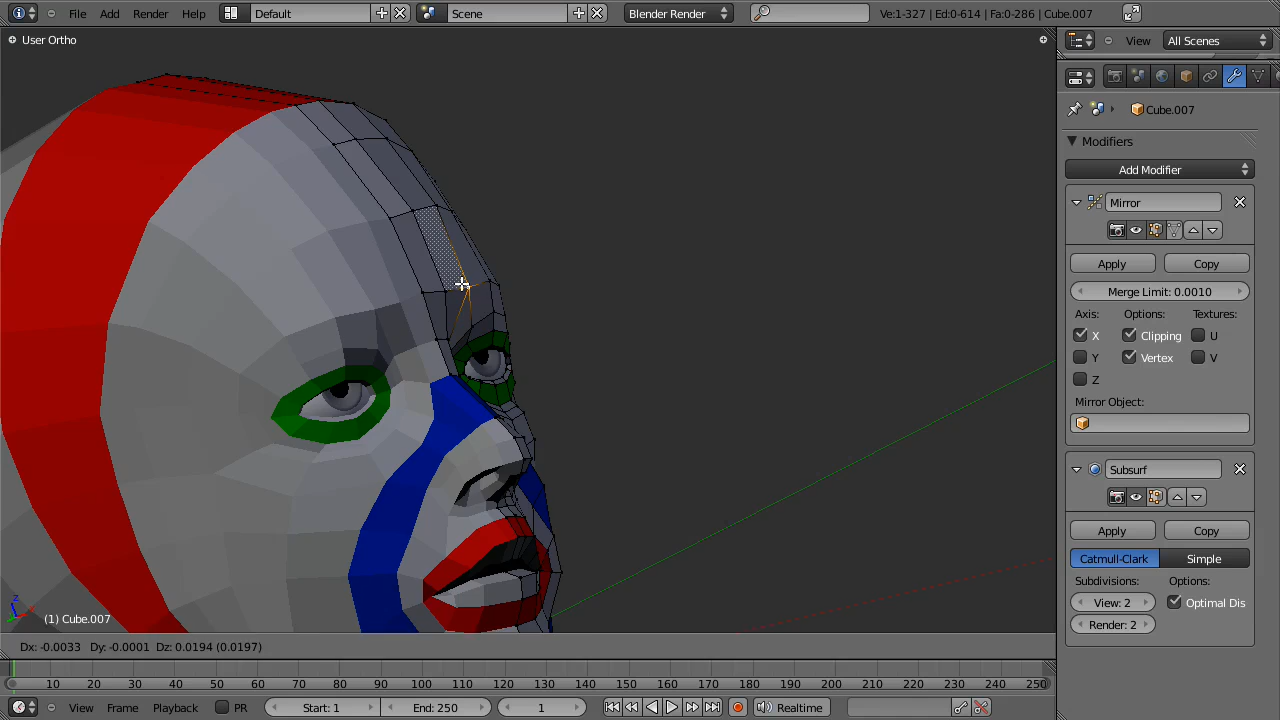 File Render Window Help Default Scene Blender Render Ve:1-327 | Ed:0-614 | Fa:0-286 | Cube.007
User Ortho
View All Scenes
Cube.007
Modifiers
Add Modifier
Mirror
Apply Copy
Merge Limit: 0.0010
Axis: Options: Textures:
X Clipping U
Y Vertex V
Z
Mirror Object:
Subsurf
Apply Copy
Catmull-Clark Simple
Subdivisions: Options:
View: 2 Optimal Dis
Render: 2
z
(1) Cube.007
Dx: -0.0033 Dy: -0.0001 Dz: 0.0194 (0.0197)
10 20 30 40 50 60 70 80 90 100 110 120 130 140 150 160 170 180 190 200 210 220 230 240 250
View Frame Playback PR Start: 1 End: 250 1 Realtime